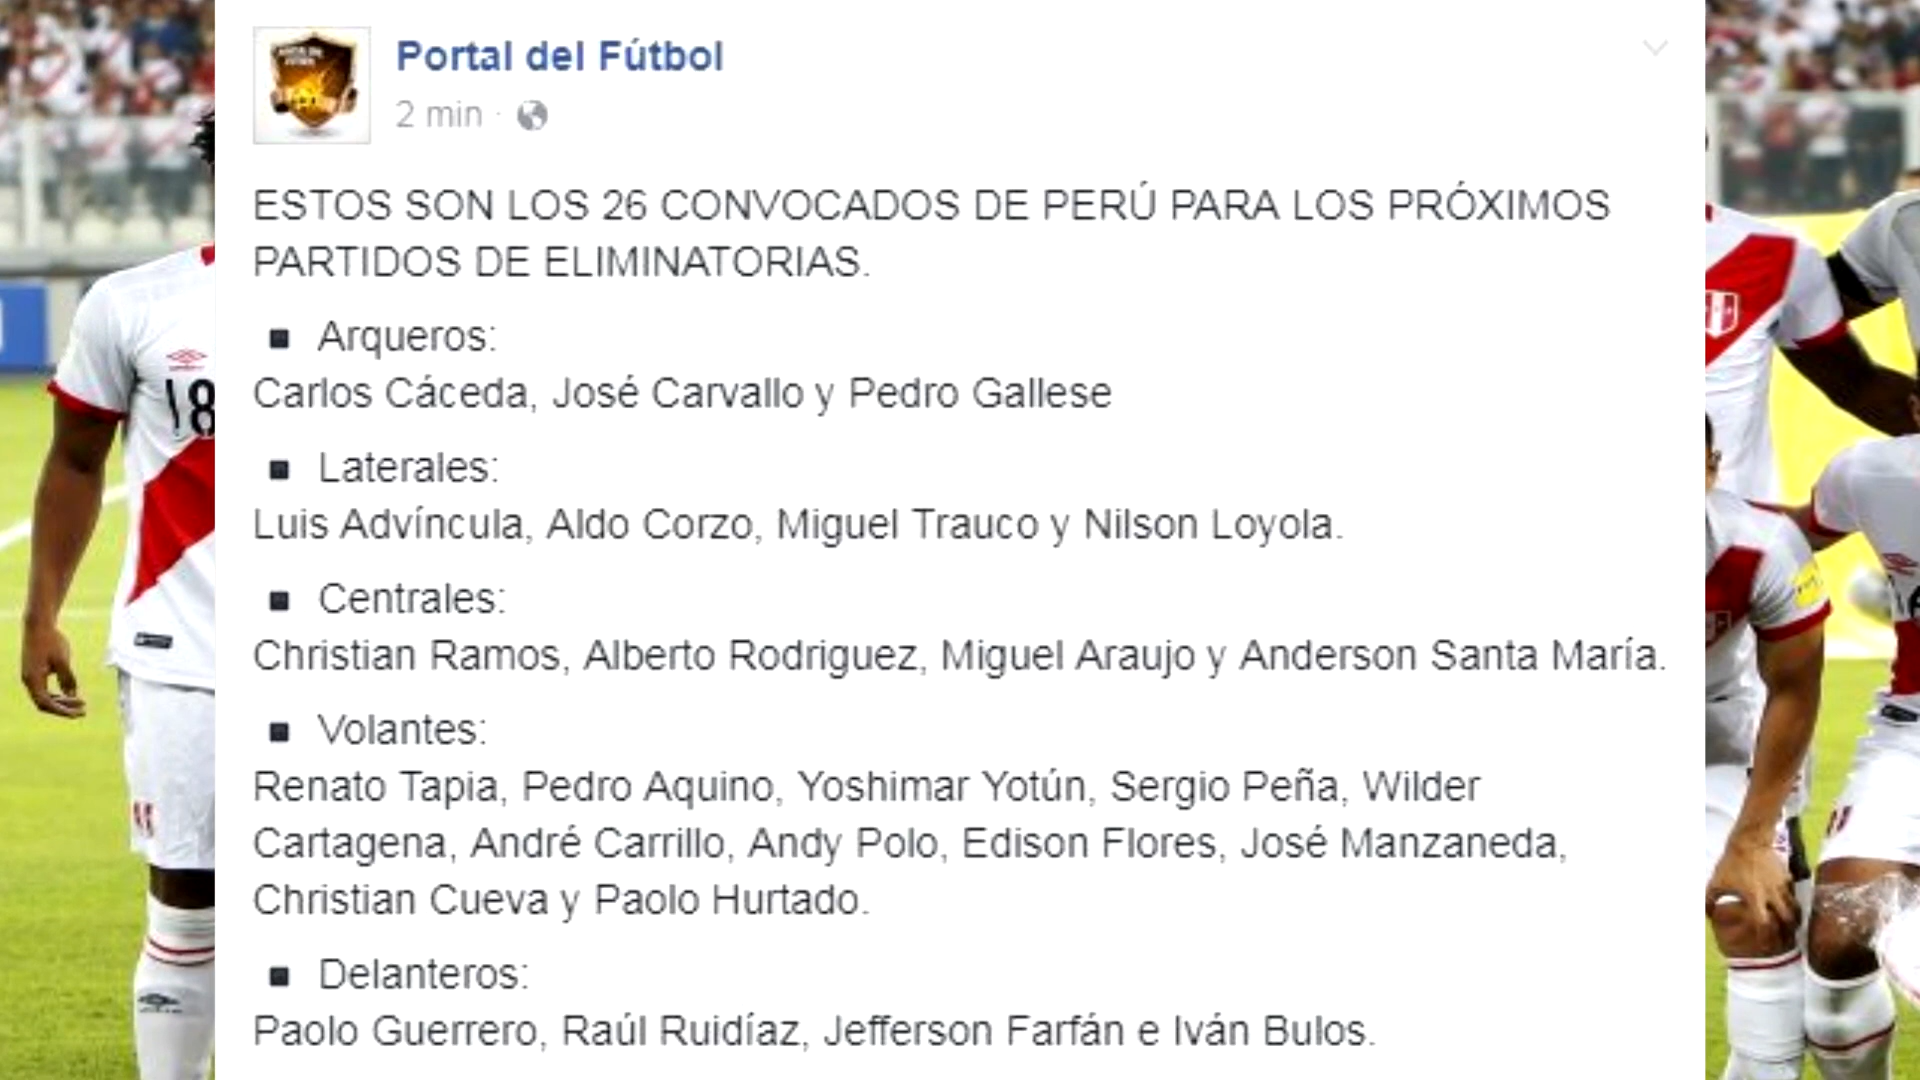 Portal del Fútbol
2 min ·
ESTOS SON LOS 26 CONVOCADOS DE PERÚ PARA LOS PRÓXIMOS
PARTIDOS DE ELIMINATORIAS.
▪ Arqueros:
Carlos Cáceda, José Carvallo y Pedro Gallese
▪ Laterales:
Luis Advíncula, Aldo Corzo, Miguel Trauco y Nilson Loyola.
▪ Centrales:
Christian Ramos, Alberto Rodriguez, Miguel Araujo y Anderson Santa María.
▪ Volantes:
Renato Tapia, Pedro Aquino, Yoshimar Yotún, Sergio Peña, Wilder
Cartagena, André Carrillo, Andy Polo, Edison Flores, José Manzaneda,
Christian Cueva y Paolo Hurtado.
▪ Delanteros:
Paolo Guerrero, Raúl Ruidíaz, Jefferson Farfán e Iván Bulos.
18